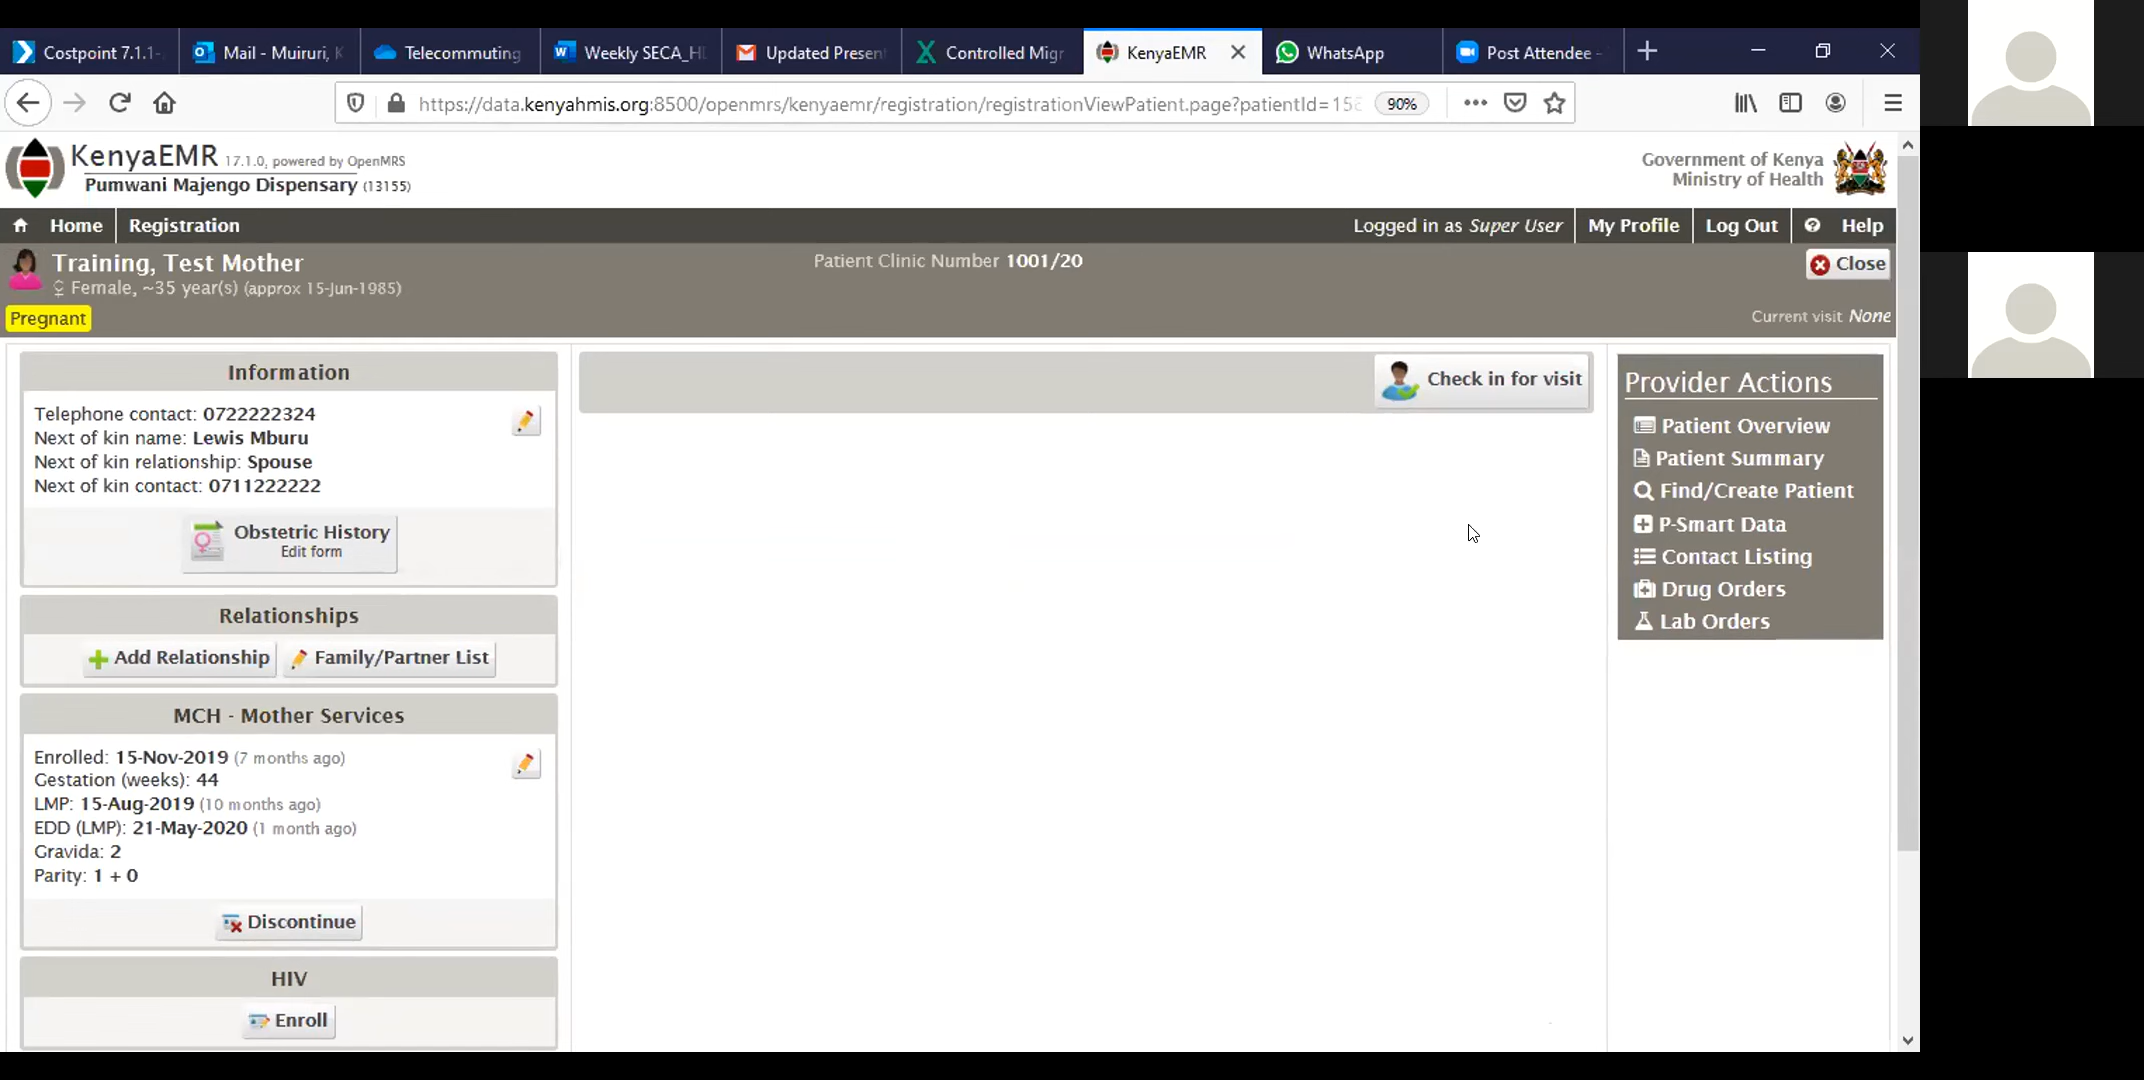 Costpoint 7.1.1-
Mail - Muiruri, K
Telecommuting
Weekly SECA_H
Updated Present
Controlled Migr
KenyaEMR
WhatsApp
Post Attendee -
https://data.kenyahmis.org:8500/openmrs/kenyaemr/registration/registrationViewPatient.page?patientId=15
90%
KenyaEMR 17.1.0, powered by OpenMRS
Pumwani Majengo Dispensary (13155)
Government of Kenya
Ministry of Health
Home
Registration
Logged in as Super User
My Profile
Log Out
Help
Training, Test Mother
Female, ~35 year(s) (approx 15-Jun-1985)
Patient Clinic Number 1001/20
Close
Pregnant
Current visit None
Information
Telephone contact: 0722222324
Next of kin name: Lewis Mburu
Next of kin relationship: Spouse
Next of kin contact: 0711222222
Obstetric History
Edit form
Relationships
Add Relationship
Family/Partner List
MCH - Mother Services
Enrolled: 15-Nov-2019 (7 months ago)
Gestation (weeks): 44
LMP: 15-Aug-2019 (10 months ago)
EDD (LMP): 21-May-2020 (1 month ago)
Gravida: 2
Parity: 1 + 0
Discontinue
HIV
Enroll
Check in for visit
Provider Actions
Patient Overview
Patient Summary
Find/Create Patient
P-Smart Data
Contact Listing
Drug Orders
Lab Orders